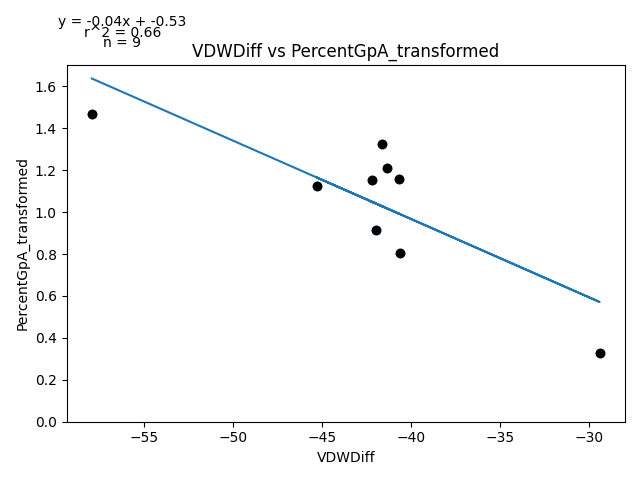 y = -0.04x + -0.53
r^2 = 0.66
n = 9
VDWDiff vs PercentGpA_transformed
PercentGpA_transformed
1.6
1.4
1.2
1.0
0.8
0.6
0.4
0.2
0.0
−55 −50 −45 −40 −35 −30
VDWDiff